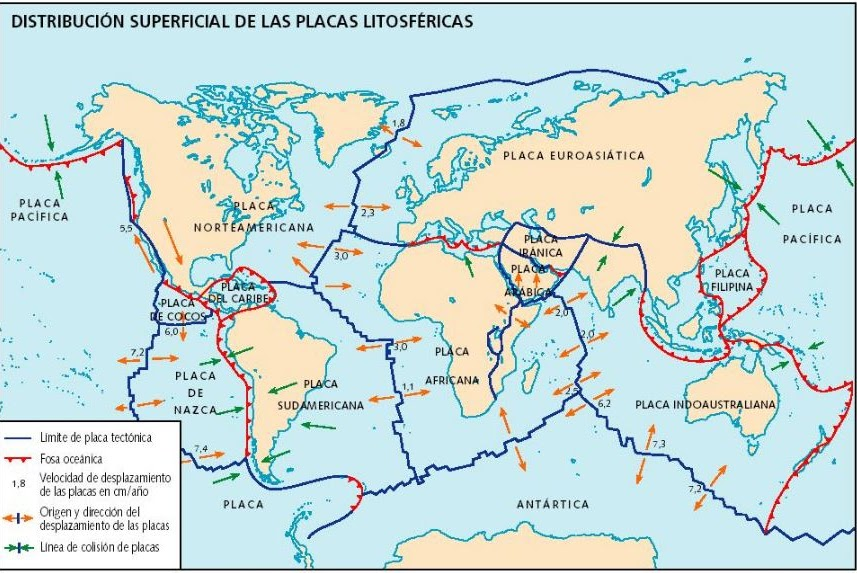 DISTRIBUCIÓN SUPERFICIAL DE LAS PLACAS LITOSFÉRICAS
1,8
PLACA EUROASIÁTICA
PLACA
PACÍFICA
PLACA
NORTEAMERICANA
2,3
5,5
3,0
PLACA
IRÁNICA
PLACA
ARÁBIGA
PLACA
PACÍFICA
PLACA
FILIPINA
PLACA
DEL CARIBE
PLACA
DE COCOS
6,0
2,0
2,0
7,2
3,0
PLACA
AFRICANA
PLACA
DE
NAZCA
PLACA
SUDAMERICANA
1,1
2,5
6,2
PLACA INDOAUSTRALIANA
7,4
7,3
7,2
PLACA
ANTÁRTICA
Límite de placa tectónica
Fosa oceánica
1,8
Velocidad de desplazamiento
de las placas en cm/año
Origen y dirección del
desplazamiento de las placas
Línea de colisión de placas